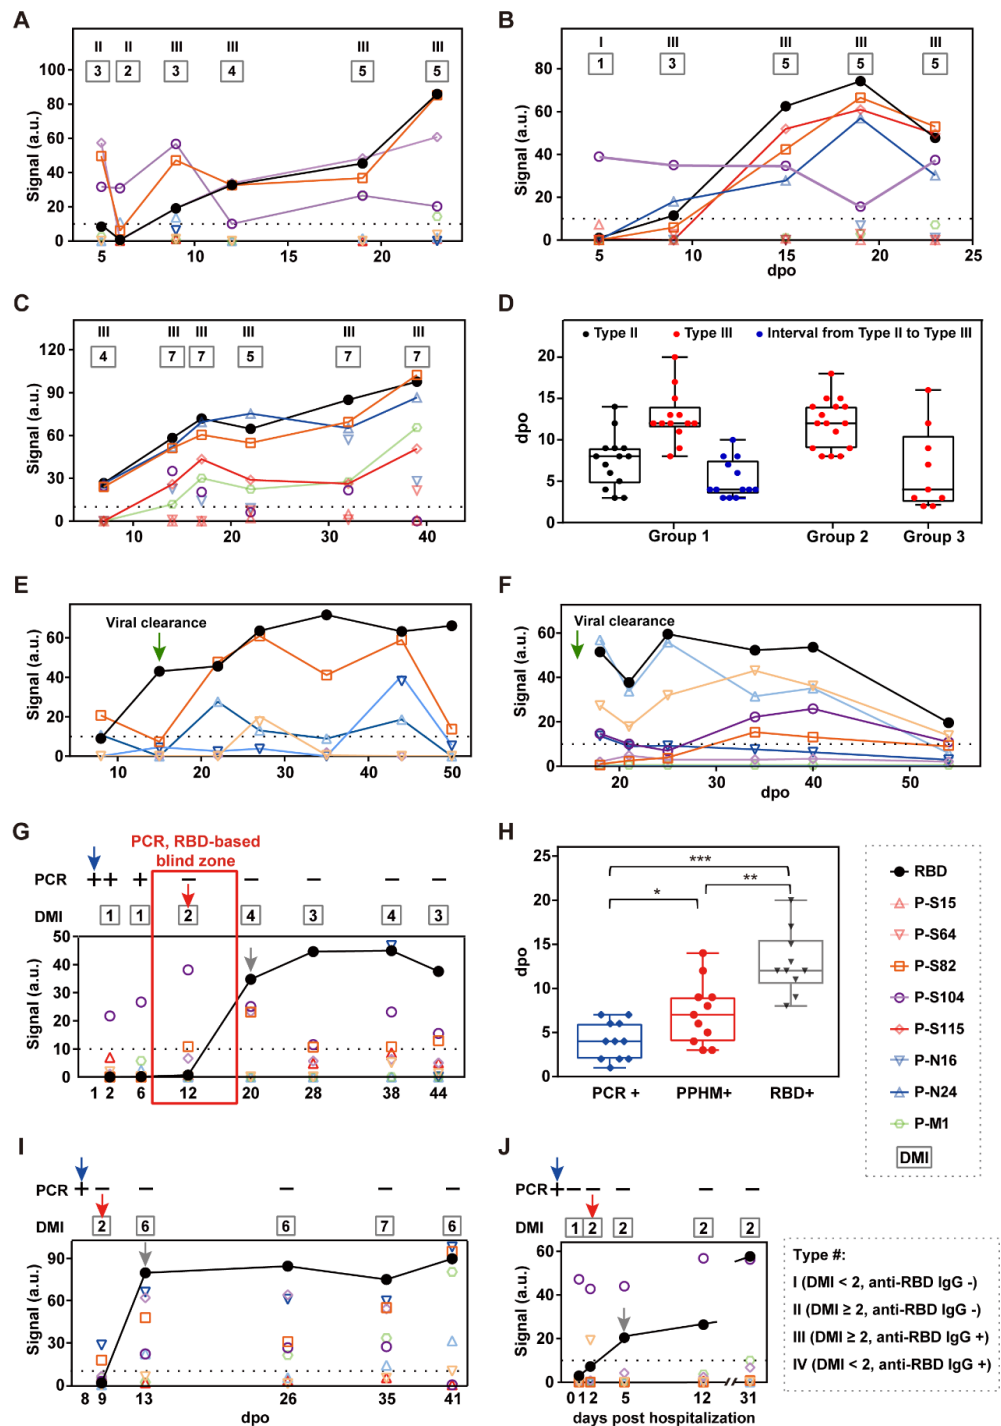 A
II II III III III III
3 2 3 4 5 5
Signal (a.u.)
120
100
80
60
40
20
0
5 10 15 20
B
I III III III III
1 3 5 5 5
Signal (a.u.)
80
60
40
20
0
5 10 15 20 25
dpo
C
III III III III III III
4 7 7 5 7 7
Signal (a.u.)
120
90
60
30
0
10 20 30 40
D
Type II Type III Interval from Type II to Type III
dpo
20
15
10
5
0
Group 1 Group 2 Group 3
E
Viral clearance
Signal (a.u.)
60
40
20
0
10 20 30 40 50
F
Viral clearance
Signal (a.u.)
60
40
20
0
20 30 40 50
dpo
G
PCR, RBD-based
blind zone
PCR + + + − − − − −
DMI 1 1 2 4 3 4 3
Signal (a.u.)
50
40
30
20
10
0
1 2 6 12 20 28 38 44
H
*** 
* **
dpo
25
20
15
10
5
0
PCR + PPHM+ RBD+
RBD
P-S15
P-S64
P-S82
P-S104
P-S115
P-N16
P-N24
P-M1
DMI
I
PCR + − − − − −
DMI 2 6 6 7 6
Signal (a.u.)
90
60
30
0
8 9 13 26 35 41
dpo
J
PCR + − − − − −
DMI 1 2 2 2 2
Signal (a.u.)
60
40
20
0
0 1 2 5 12 31
days post hospitalization
Type #:
I (DMI < 2, anti-RBD IgG -)
II (DMI ≥ 2, anti-RBD IgG -)
III (DMI ≥ 2, anti-RBD IgG +)
IV (DMI < 2, anti-RBD IgG +)